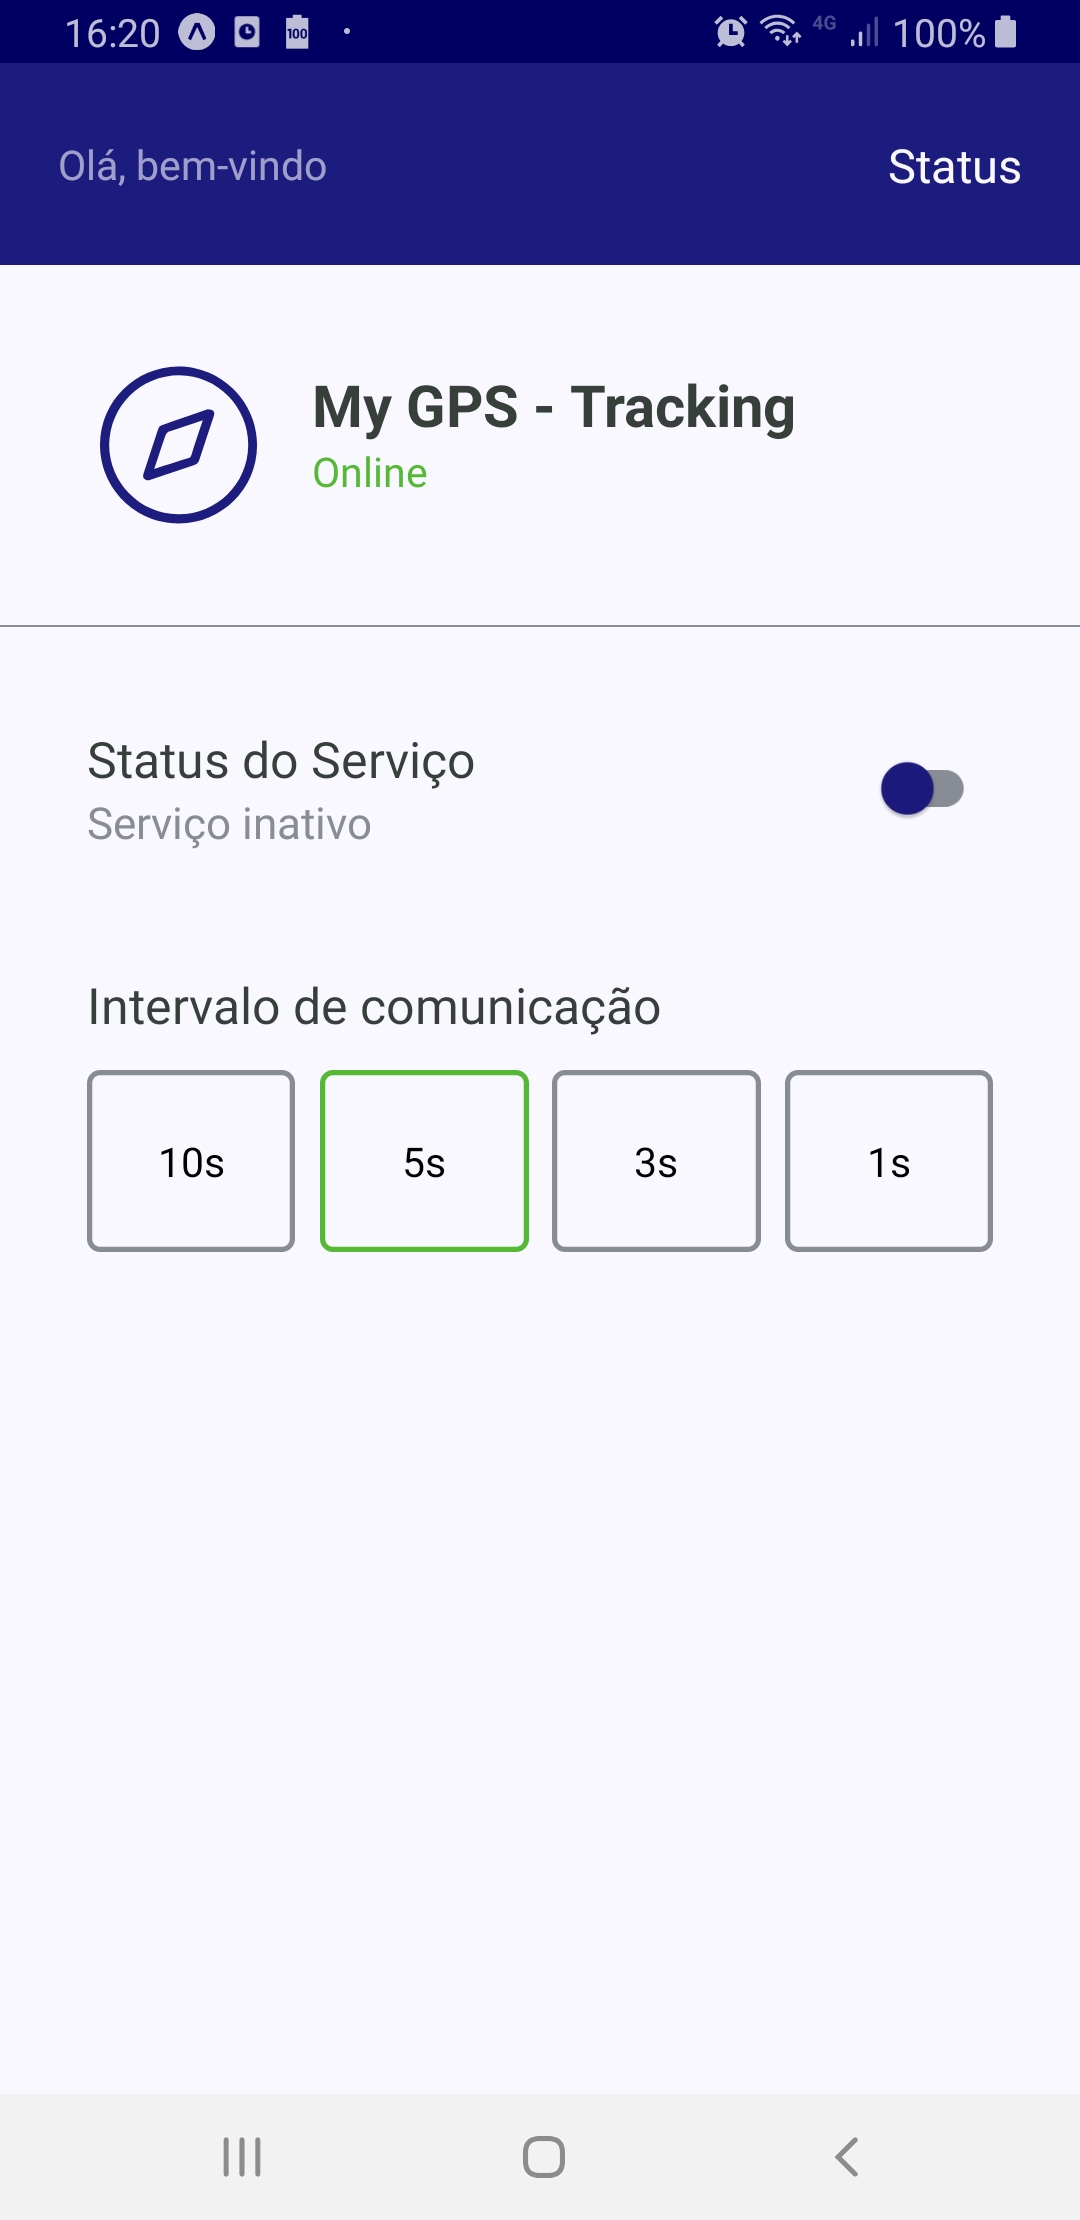 16:20 100 4G 100%
Olá, bem-vindo Status
My GPS - Tracking
Online
Status do Serviço
Serviço inativo
Intervalo de comunicação
10s 5s 3s 1s